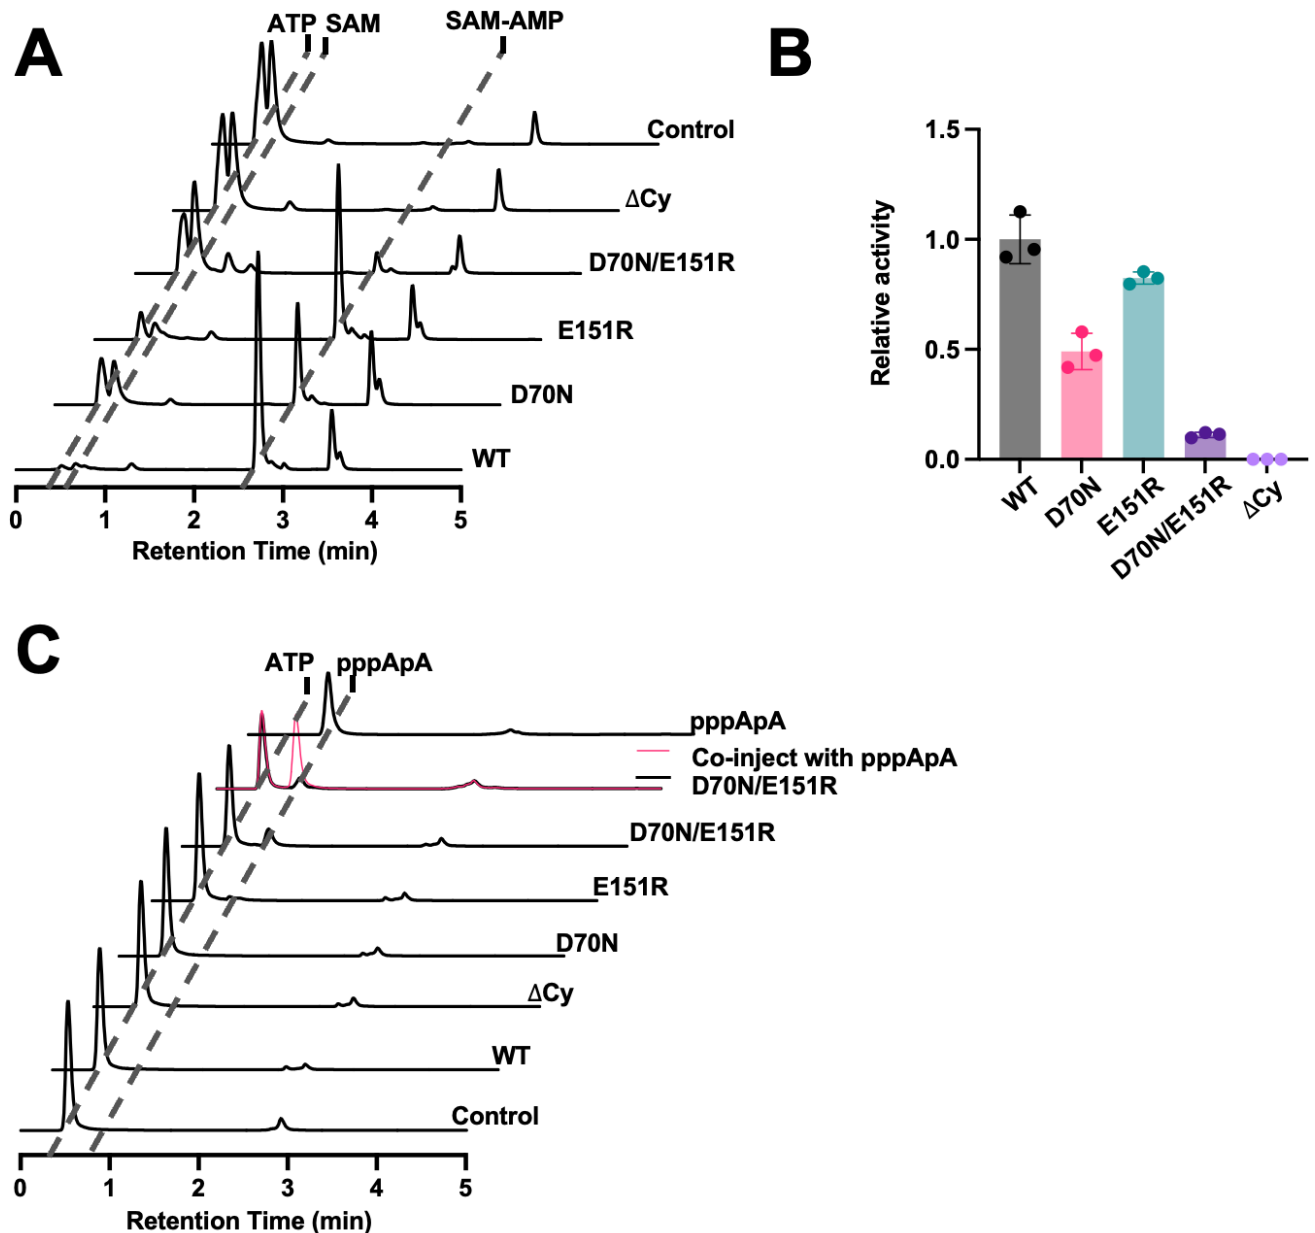 A
ATP SAM SAM-AMP
Control
ΔCy
D70N/E151R
E151R
D70N
WT
0 1 2 3 4 5
Retention Time (min)
B
Relative activity
1.5
1.0
0.5
0.0
WT D70N E151R D70N/E151R ΔCy
C
ATP pppApA
pppApA
Co-inject with pppApA
D70N/E151R
D70N/E151R
E151R
D70N
ΔCy
WT
Control
0 1 2 3 4 5
Retention Time (min)